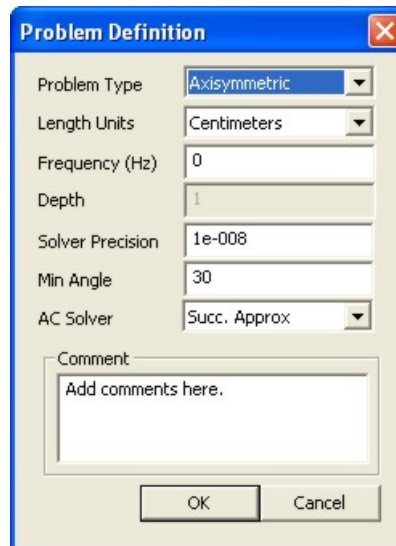 Problem Definition
Problem Type Axisymmetric
Length Units Centimeters
Frequency (Hz) 0
Depth 1
Solver Precision 1e-008
Min Angle 30
AC Solver Succ. Approx
Comment
Add comments here.
OK Cancel